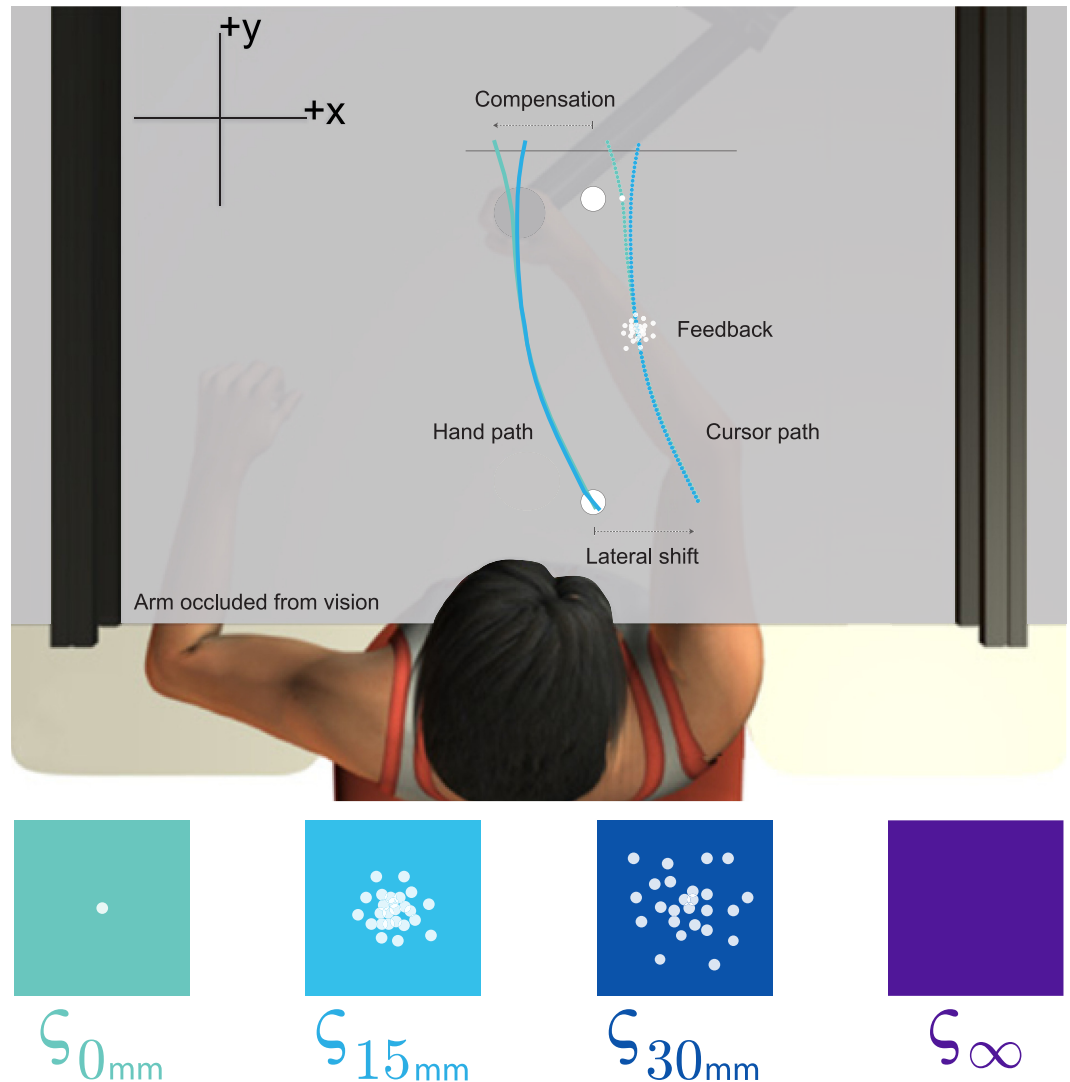 +y
+x
Compensation
Feedback
Hand path
Cursor path
Lateral shift
Arm occluded from vision
ς0mm
ς15mm
ς30mm
ς∞